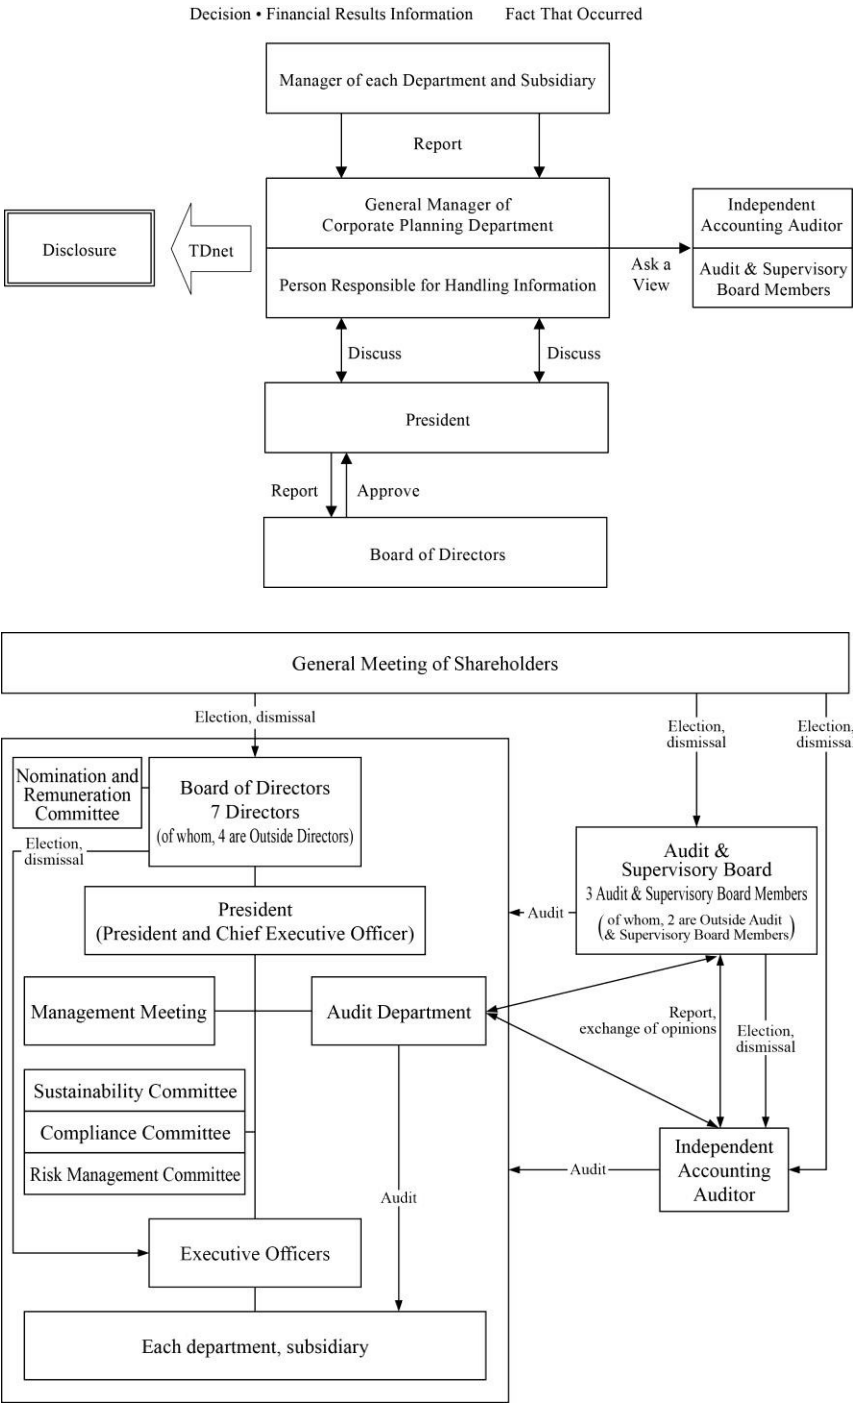 Decision • Financial Results Information Fact That Occurred
Manager of each Department and Subsidiary
Report
General Manager of
Corporate Planning Department
Person Responsible for Handling Information
Disclosure
TDnet
Ask a
View
Independent
Accounting Auditor
Audit & Supervisory
Board Members
Discuss
Discuss
President
Report
Approve
Board of Directors
General Meeting of Shareholders
Election, dismissal
Election,
dismissal
Election,
dismissa
Nomination and
Remuneration
Committee
Board of Directors
7 Directors
(of whom, 4 are Outside Directors)
Election,
dismissal
Audit &
Supervisory Board
3 Audit & Supervisory Board Members
(of whom, 2 are Outside Audit
& Supervisory Board Members)
President
(President and Chief Executive Officer)
Audit
Management Meeting
Audit Department
Report,
exchange of opinions
Election,
dismissal
Sustainability Committee
Compliance Committee
Risk Management Committee
Independent
Accounting
Auditor
Audit
Audit
Executive Officers
Each department, subsidiary